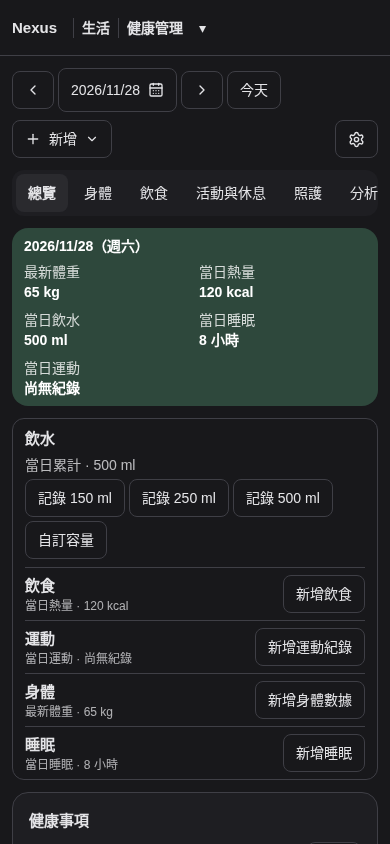 Nexus 生活 健康管理 ▼
2026/11/28 今天
新增
總覽 身體 飲食 活動與休息 照護 分析
2026/11/28（週六）
最新體重 當日熱量
65 kg 120 kcal
當日飲水 當日睡眠
500 ml 8 小時
當日運動
尚無紀錄
飲水
當日累計 · 500 ml
記錄 150 ml 記錄 250 ml 記錄 500 ml
自訂容量
飲食
當日熱量 · 120 kcal
新增飲食
運動
當日運動 · 尚無紀錄
新增運動紀錄
身體
最新體重 · 65 kg
新增身體數據
睡眠
當日睡眠 · 8 小時
新增睡眠
健康事項